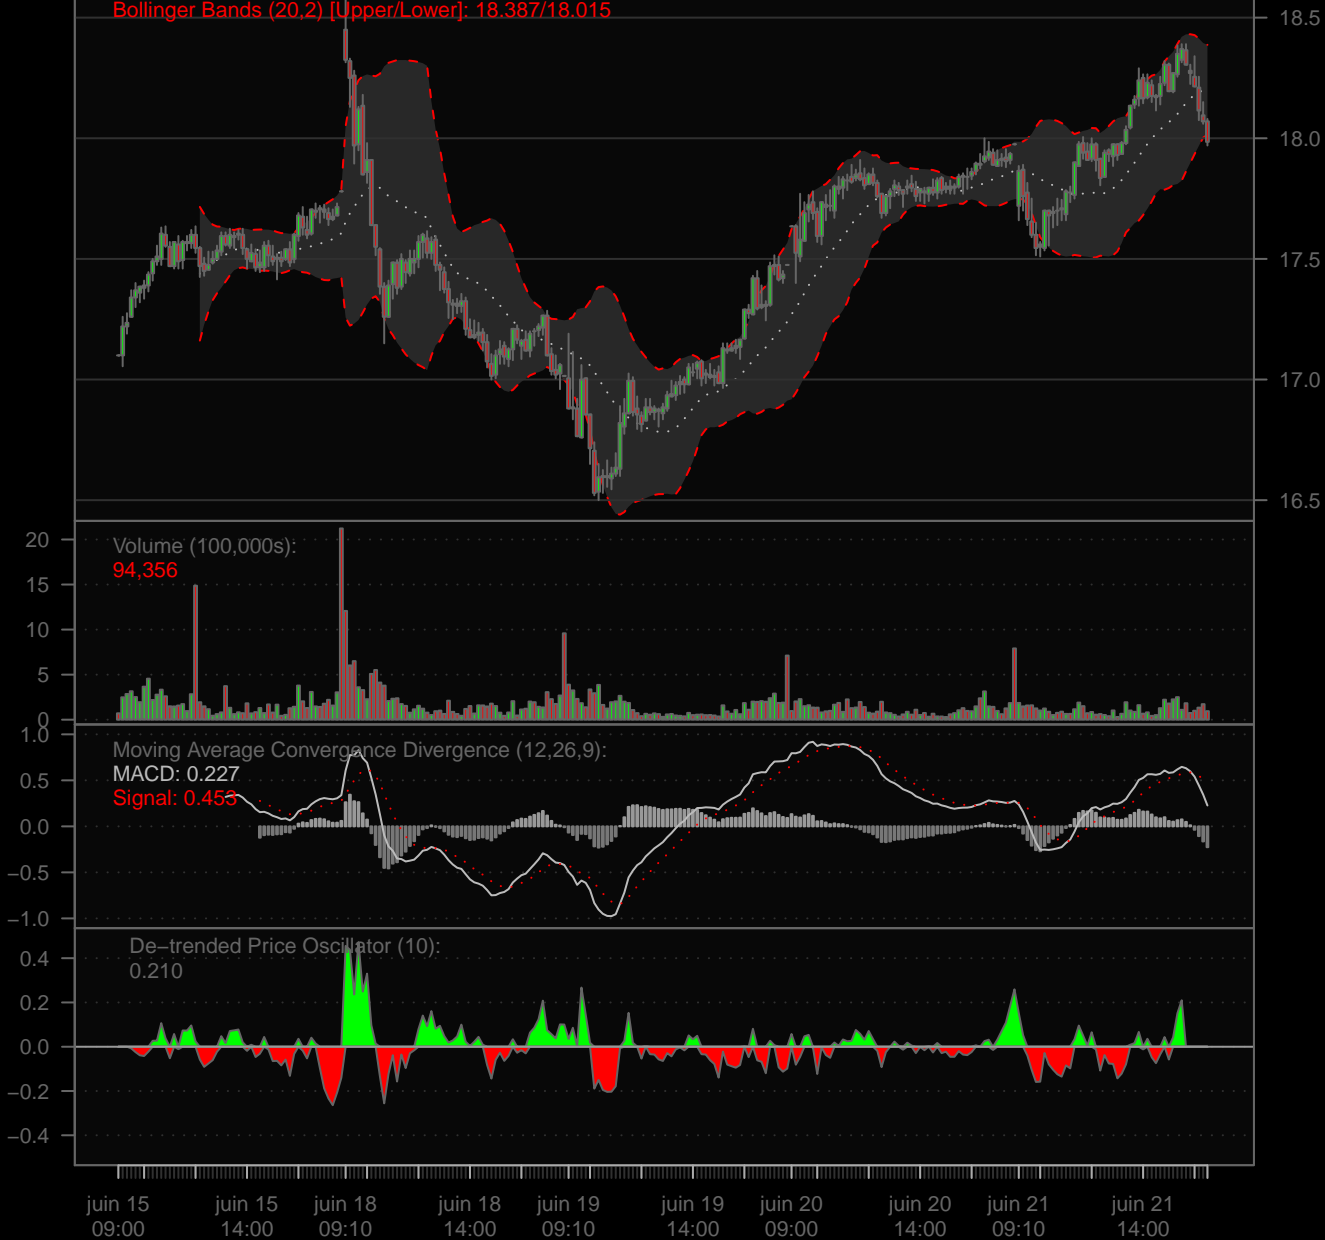 Bollinger Bands (20,2) [Upper/Lower]: 18.387/18.015
18.5
18.0
17.5
17.0
16.5
Volume (100,000s):
94,356
20
15
10
5
0
Moving Average Convergence Divergence (12,26,9):
MACD: 0.227
Signal: 0.453
1.0
0.5
0.0
−0.5
−1.0
De−trended Price Oscillator (10):
0.210
0.4
0.2
0.0
−0.2
−0.4
juin 15 juin 15 juin 18 juin 18 juin 19 juin 19 juin 20 juin 20 juin 21 juin 21
09:00 14:00 09:10 14:00 09:10 14:00 09:00 14:00 09:10 14:00